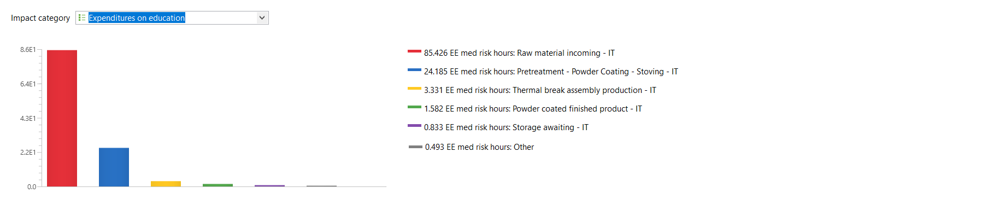 Impact category Expenditures on education
8.6E1
6.4E1
4.3E1
2.2E1
0.0
85.426 EE med risk hours: Raw material incoming - IT
24.185 EE med risk hours: Pretreatment - Powder Coating - Stoving - IT
3.331 EE med risk hours: Thermal break assembly production - IT
1.582 EE med risk hours: Powder coated finished product - IT
0.833 EE med risk hours: Storage awaiting - IT
0.493 EE med risk hours: Other